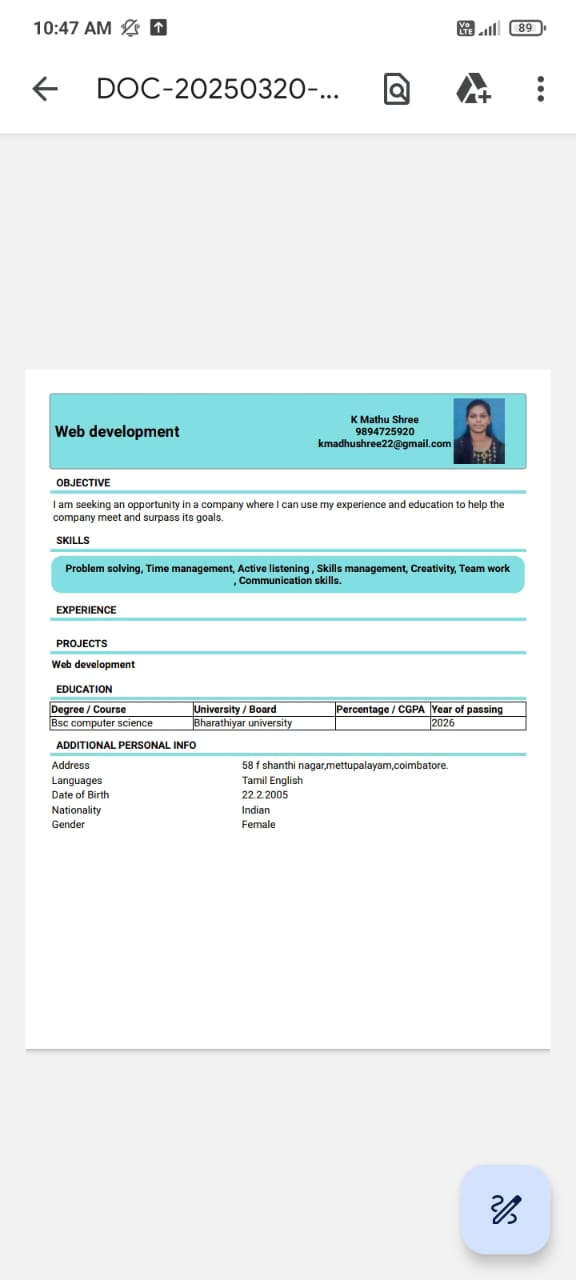 10:47 AM
Vo LTE 89
DOC-20250320-...
Web development
K Mathu Shree
9894725920
kmadhushree22@gmail.com
OBJECTIVE
I am seeking an opportunity in a company where I can use my experience and education to help the
company meet and surpass its goals.
SKILLS
Problem solving, Time management, Active listening , Skills management, Creativity, Team work
, Communication skills.
EXPERIENCE
PROJECTS
Web development
EDUCATION
Degree / Course University / Board Percentage / CGPA Year of passing
Bsc computer science Bharathiyar university 2026
ADDITIONAL PERSONAL INFO
Address 58 f shanthi nagar,mettupalayam,coimbatore.
Languages Tamil English
Date of Birth 22.2.2005
Nationality Indian
Gender Female